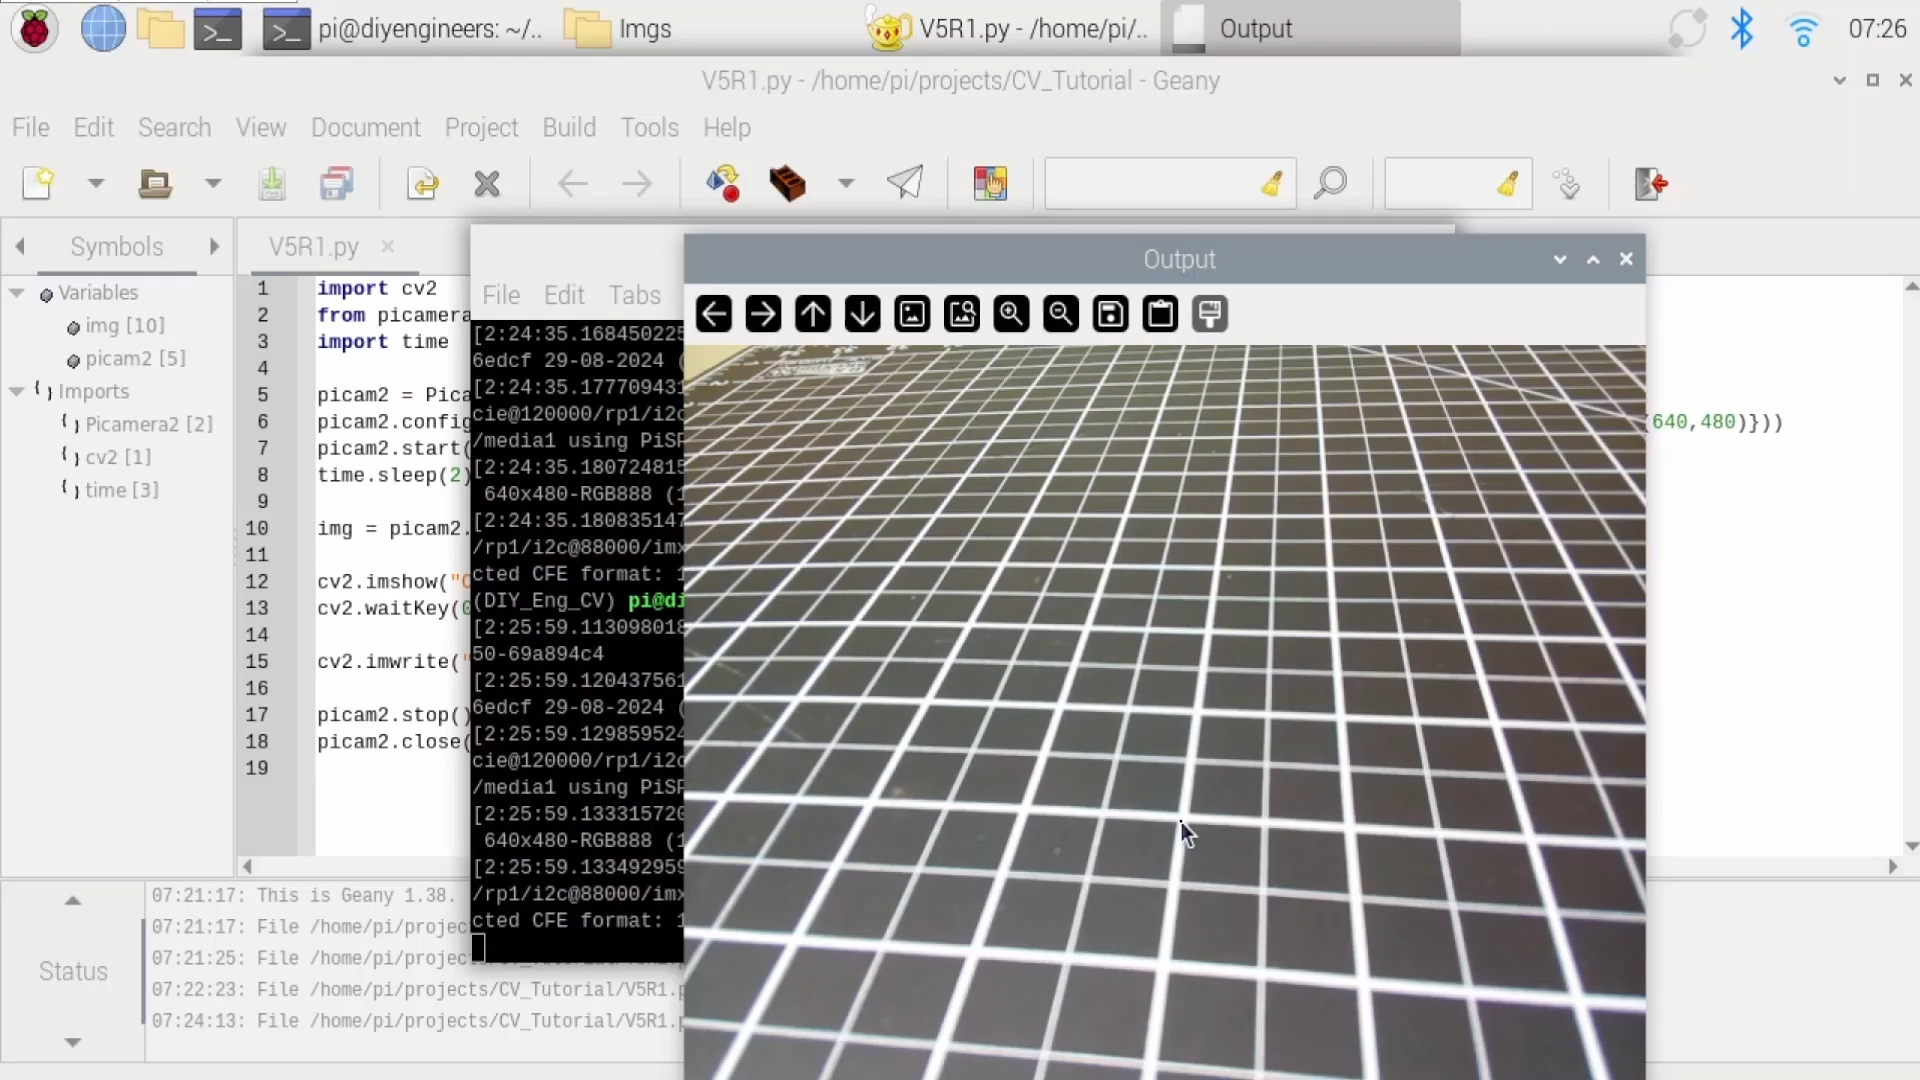 pi@diyengineers: ~/..
Imgs
V5R1.py - /home/pi/..
Output
07:26
V5R1.py - /home/pi/projects/CV_Tutorial - Geany
File Edit Search View Document Project Build Tools Help
Symbols
V5R1.py
Variables
img [10]
picam2 [5]
Imports
Picamera2 [2]
cv2 [1]
time [3]
1 import cv2
2 from picamera
3 import time
4
5 picam2 = Pica
6 picam2.config
(640,480)}))
7 picam2.start(
8 time.sleep(2)
9
10 img = picam2.
11
12 cv2.imshow("O
13 cv2.waitKey(0
14
15 cv2.imwrite("
16
17 picam2.stop()
18 picam2.close(
19
File Edit Tabs
[2:24:35.168450225
6edcf 29-08-2024 (
[2:24:35.177709431
cie@120000/rp1/i2c
/media1 using PiSP
[2:24:35.180724815
640x480-RGB888 (1
[2:24:35.180835147
/rp1/i2c@88000/imx
cted CFE format: 1
(DIY_Eng_CV) pi@di
[2:25:59.113098018
50-69a894c4
[2:25:59.120437561
6edcf 29-08-2024 (
[2:25:59.129859524
cie@120000/rp1/i2c
/media1 using PiSP
[2:25:59.133315720
640x480-RGB888 (1
[2:25:59.133492959
/rp1/i2c@88000/imx
cted CFE format: 1
Output
Status
07:21:17: This is Geany 1.38.
07:21:17: File /home/pi/projec
07:21:25: File /home/pi/projec
07:22:23: File /home/pi/projects/CV_Tutorial/V5R1.p
07:24:13: File /home/pi/projects/CV_Tutorial/V5R1.p